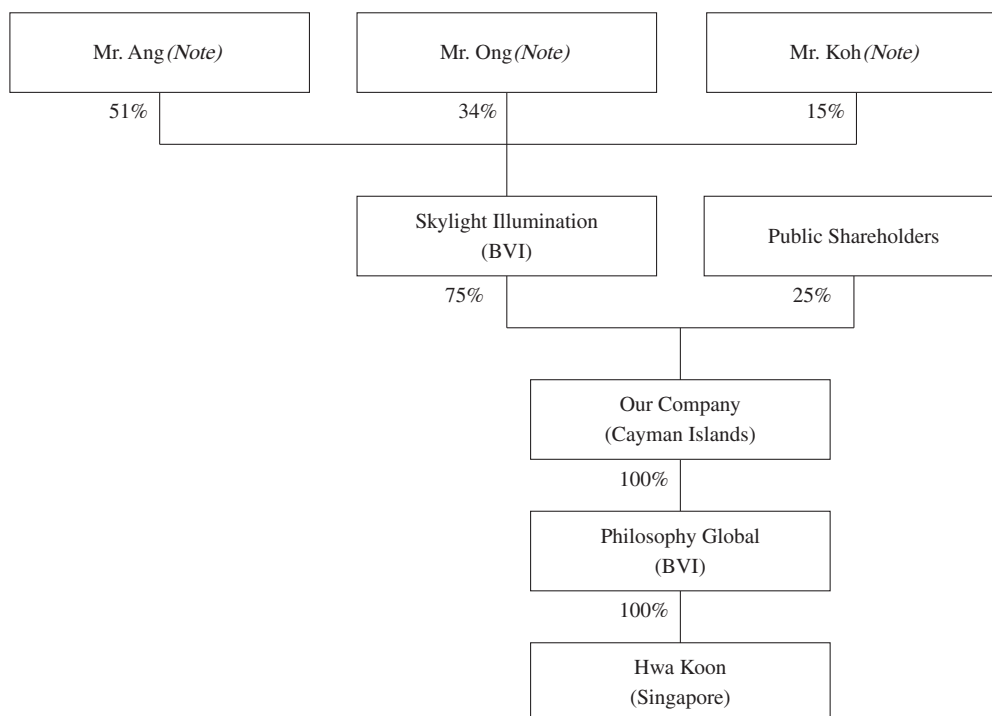 Mr. Ang (Note)
Mr. Ong (Note)
Mr. Koh (Note)
51%
34%
15%
Skylight Illumination
(BVI)
Public Shareholders
75%
25%
Our Company
(Cayman Islands)
100%
Philosophy Global
(BVI)
100%
Hwa Koon
(Singapore)